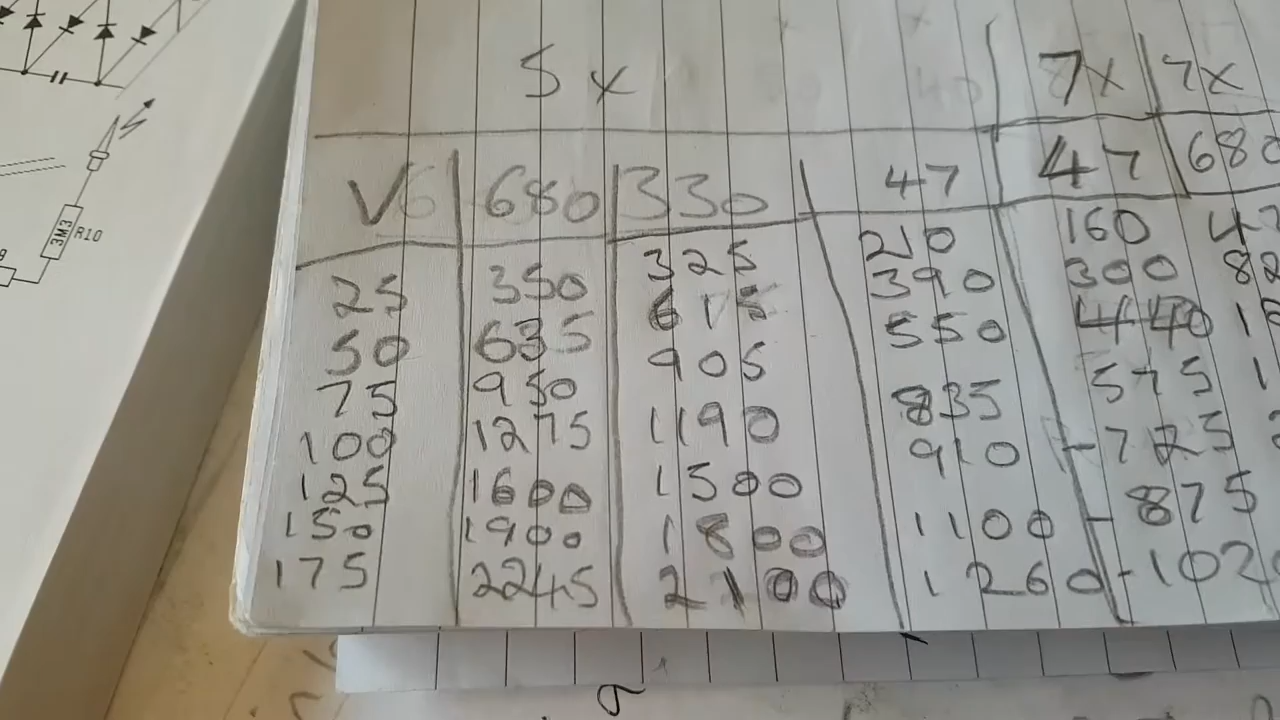 5x 7x 7x
V 680 330 47 47 680
25 350 325 210 160
50 635 615 390 300
75 950 905 550 440
100 1275 1190 835 575
125 1600 1500 910 - 725
150 1900 1800 1100 - 875
175 2245 2100 1260 -
3M3 R10